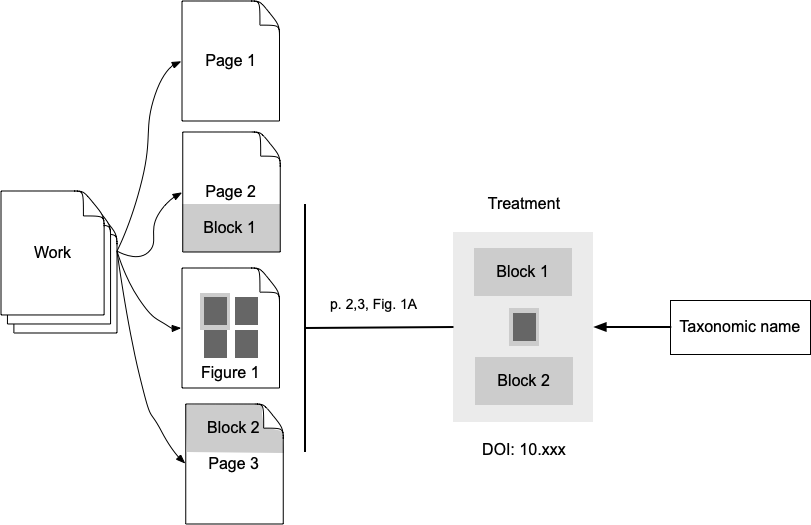 Page 1
Page 2
Block 1
Work
Figure 1
Block 2
Page 3
p. 2,3, Fig. 1A
Treatment
Block 1
Block 2
DOI: 10.xxx
Taxonomic name